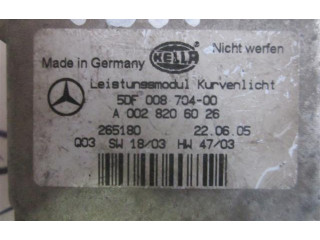 Made in Germany HELLA Nicht werfen
Leistungsmodul Kurvenlicht
5DF 008 704-00
A 002 820 60 26
265180 22.06.05
Q03 SW 18/03 HW 47/03